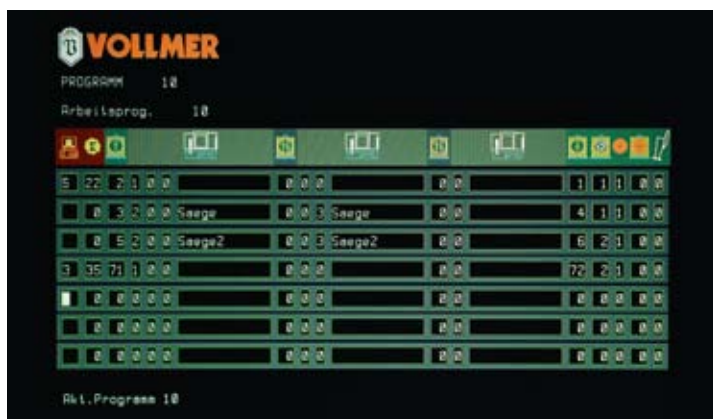 VOLLMER
PROGRAMM 10
Arbeitsprog. 10
5 22 2 1 0 0 0 0 0 0 0 1 1 1 0 0
0 3 2 0 0 Saege 0 0 3 Saege 0 0 4 1 1 0 0
0 5 2 0 0 Saege2 0 0 3 Saege2 0 0 6 2 1 0 0
3 35 71 1 0 0 0 0 0 0 0 72 2 1 0 0
0 0 0 0 0 0 0 0 0 0 0 0 0 0 0
0 0 0 0 0 0 0 0 0 0 0 0 0 0 0
0 0 0 0 0 0 0 0 0 0 0 0 0 0 0
Akt.Programm 10